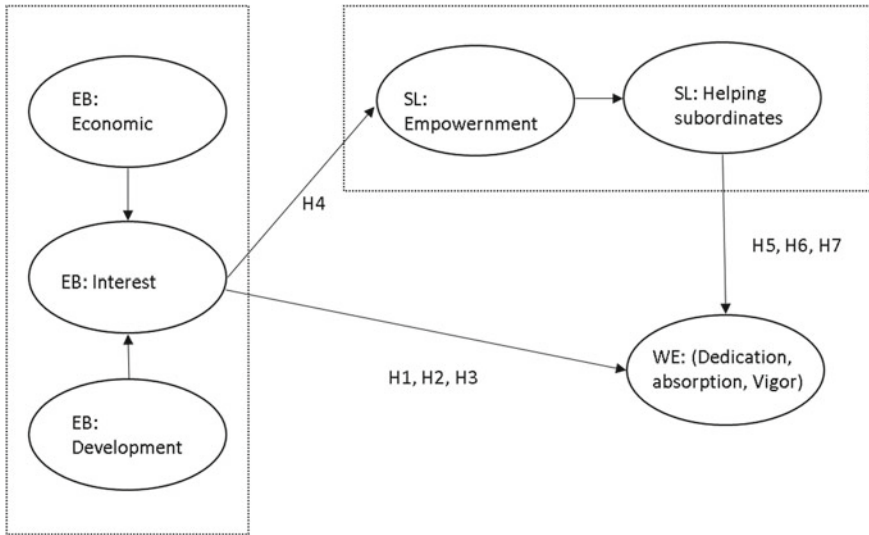 EB:
Economic
EB: Interest
EB:
Development
SL:
Empowernment
SL: Helping
subordinates
H4
H5, H6, H7
WE: (Dedication,
absorption, Vigor)
H1, H2, H3